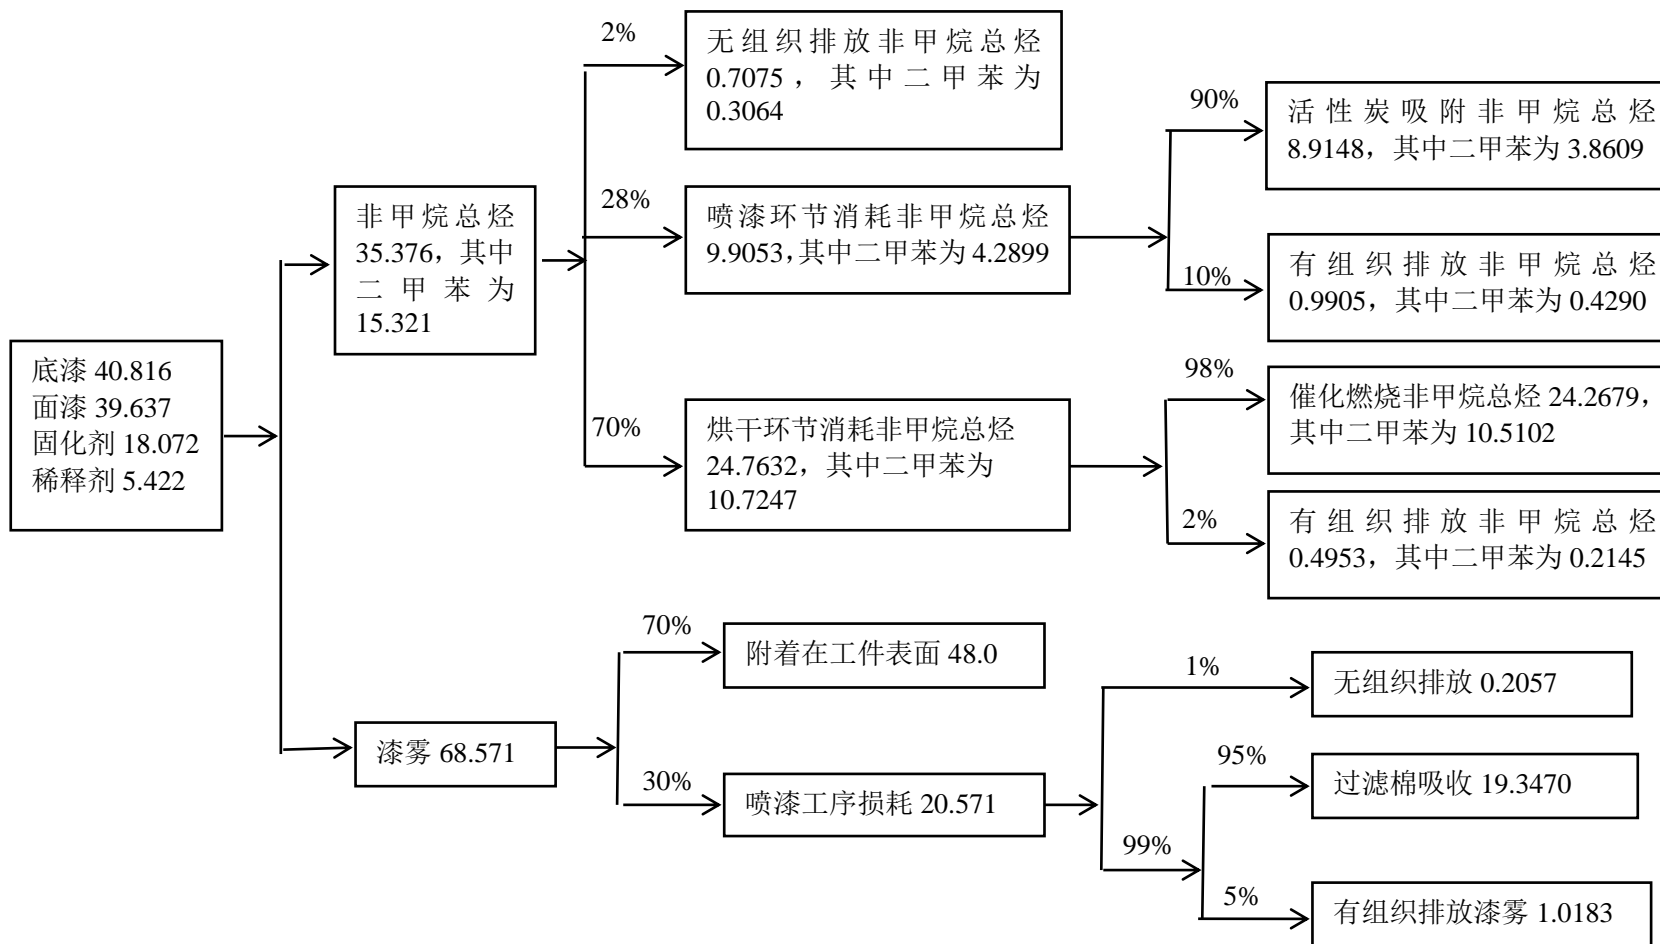 底漆 40.816
面漆 39.637
固化剂 18.072
稀释剂 5.422
非甲烷总烃
35.376，其中
二甲苯为
15.321
2%
无组织排放非甲烷总烃
0.7075，其中二甲苯为
0.3064
28%
喷漆环节消耗非甲烷总烃
9.9053,其中二甲苯为 4.2899
70%
烘干环节消耗非甲烷总烃
24.7632，其中二甲苯为
10.7247
90%
活性炭吸附非甲烷总烃
8.9148，其中二甲苯为 3.8609
10%
有组织排放非甲烷总烃
0.9905，其中二甲苯为 0.4290
98%
催化燃烧非甲烷总烃 24.2679，
其中二甲苯为 10.5102
2%
有组织排放非甲烷总烃
0.4953，其中二甲苯为 0.2145
漆雾 68.571
70%
附着在工件表面 48.0
30%
喷漆工序损耗 20.571
1%
无组织排放 0.2057
99%
95%
过滤棉吸收 19.3470
5%
有组织排放漆雾 1.0183